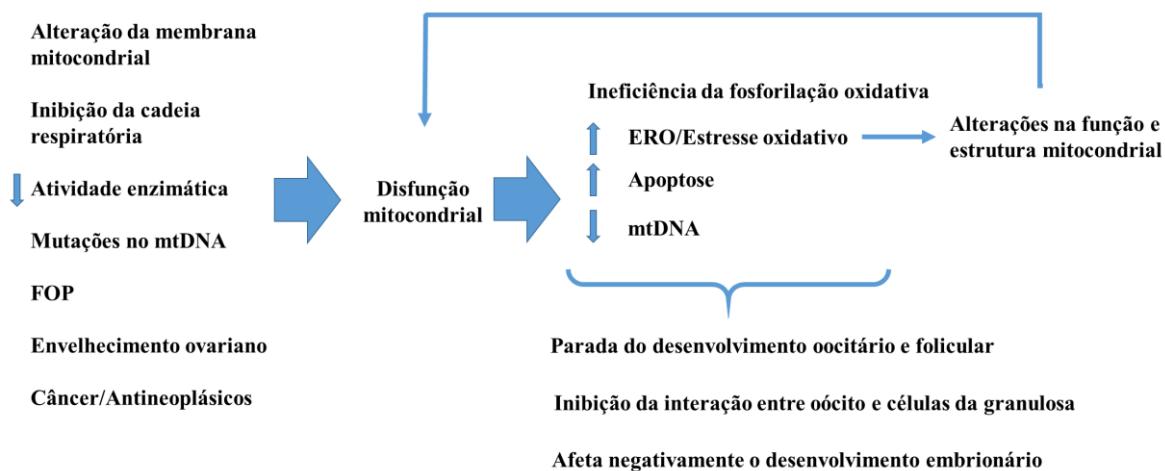 Alteração da membrana
mitocondrial
Inibição da cadeia
respiratória
Atividade enzimática
Mutações no mtDNA
FOP
Envelhecimento ovariano
Câncer/Antineoplásicos
Disfunção
mitocondrial
Ineficiência da fosforilação oxidativa
ERO/Estresse oxidativo
Apoptose
mtDNA
Alterações na função e
estrutura mitocondrial
Parada do desenvolvimento oocitário e folicular
Inibição da interação entre oócito e células da granulosa
Afeta negativamente o desenvolvimento embrionário